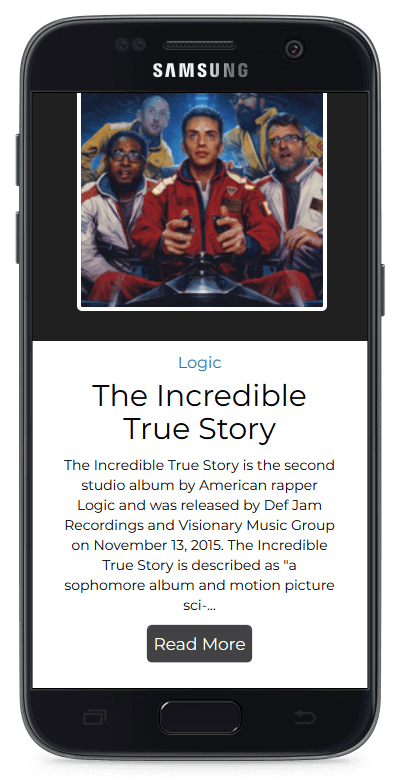 SAMSUNG
Logic
The Incredible
True Story
The Incredible True Story is the second
studio album by American rapper
Logic and was released by Def Jam
Recordings and Visionary Music Group
on November 13, 2015. The Incredible
True Story is described as "a
sophomore album and motion picture
sci-...
Read More